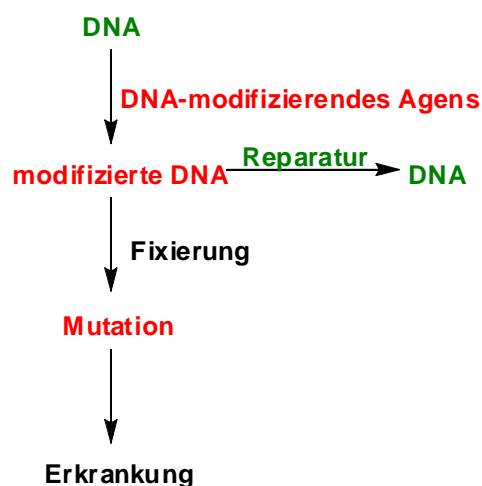 DNA
DNA-modifizierendes Agens
Reparatur
modifizierte DNA
DNA
Fixierung
Mutation
Erkrankung